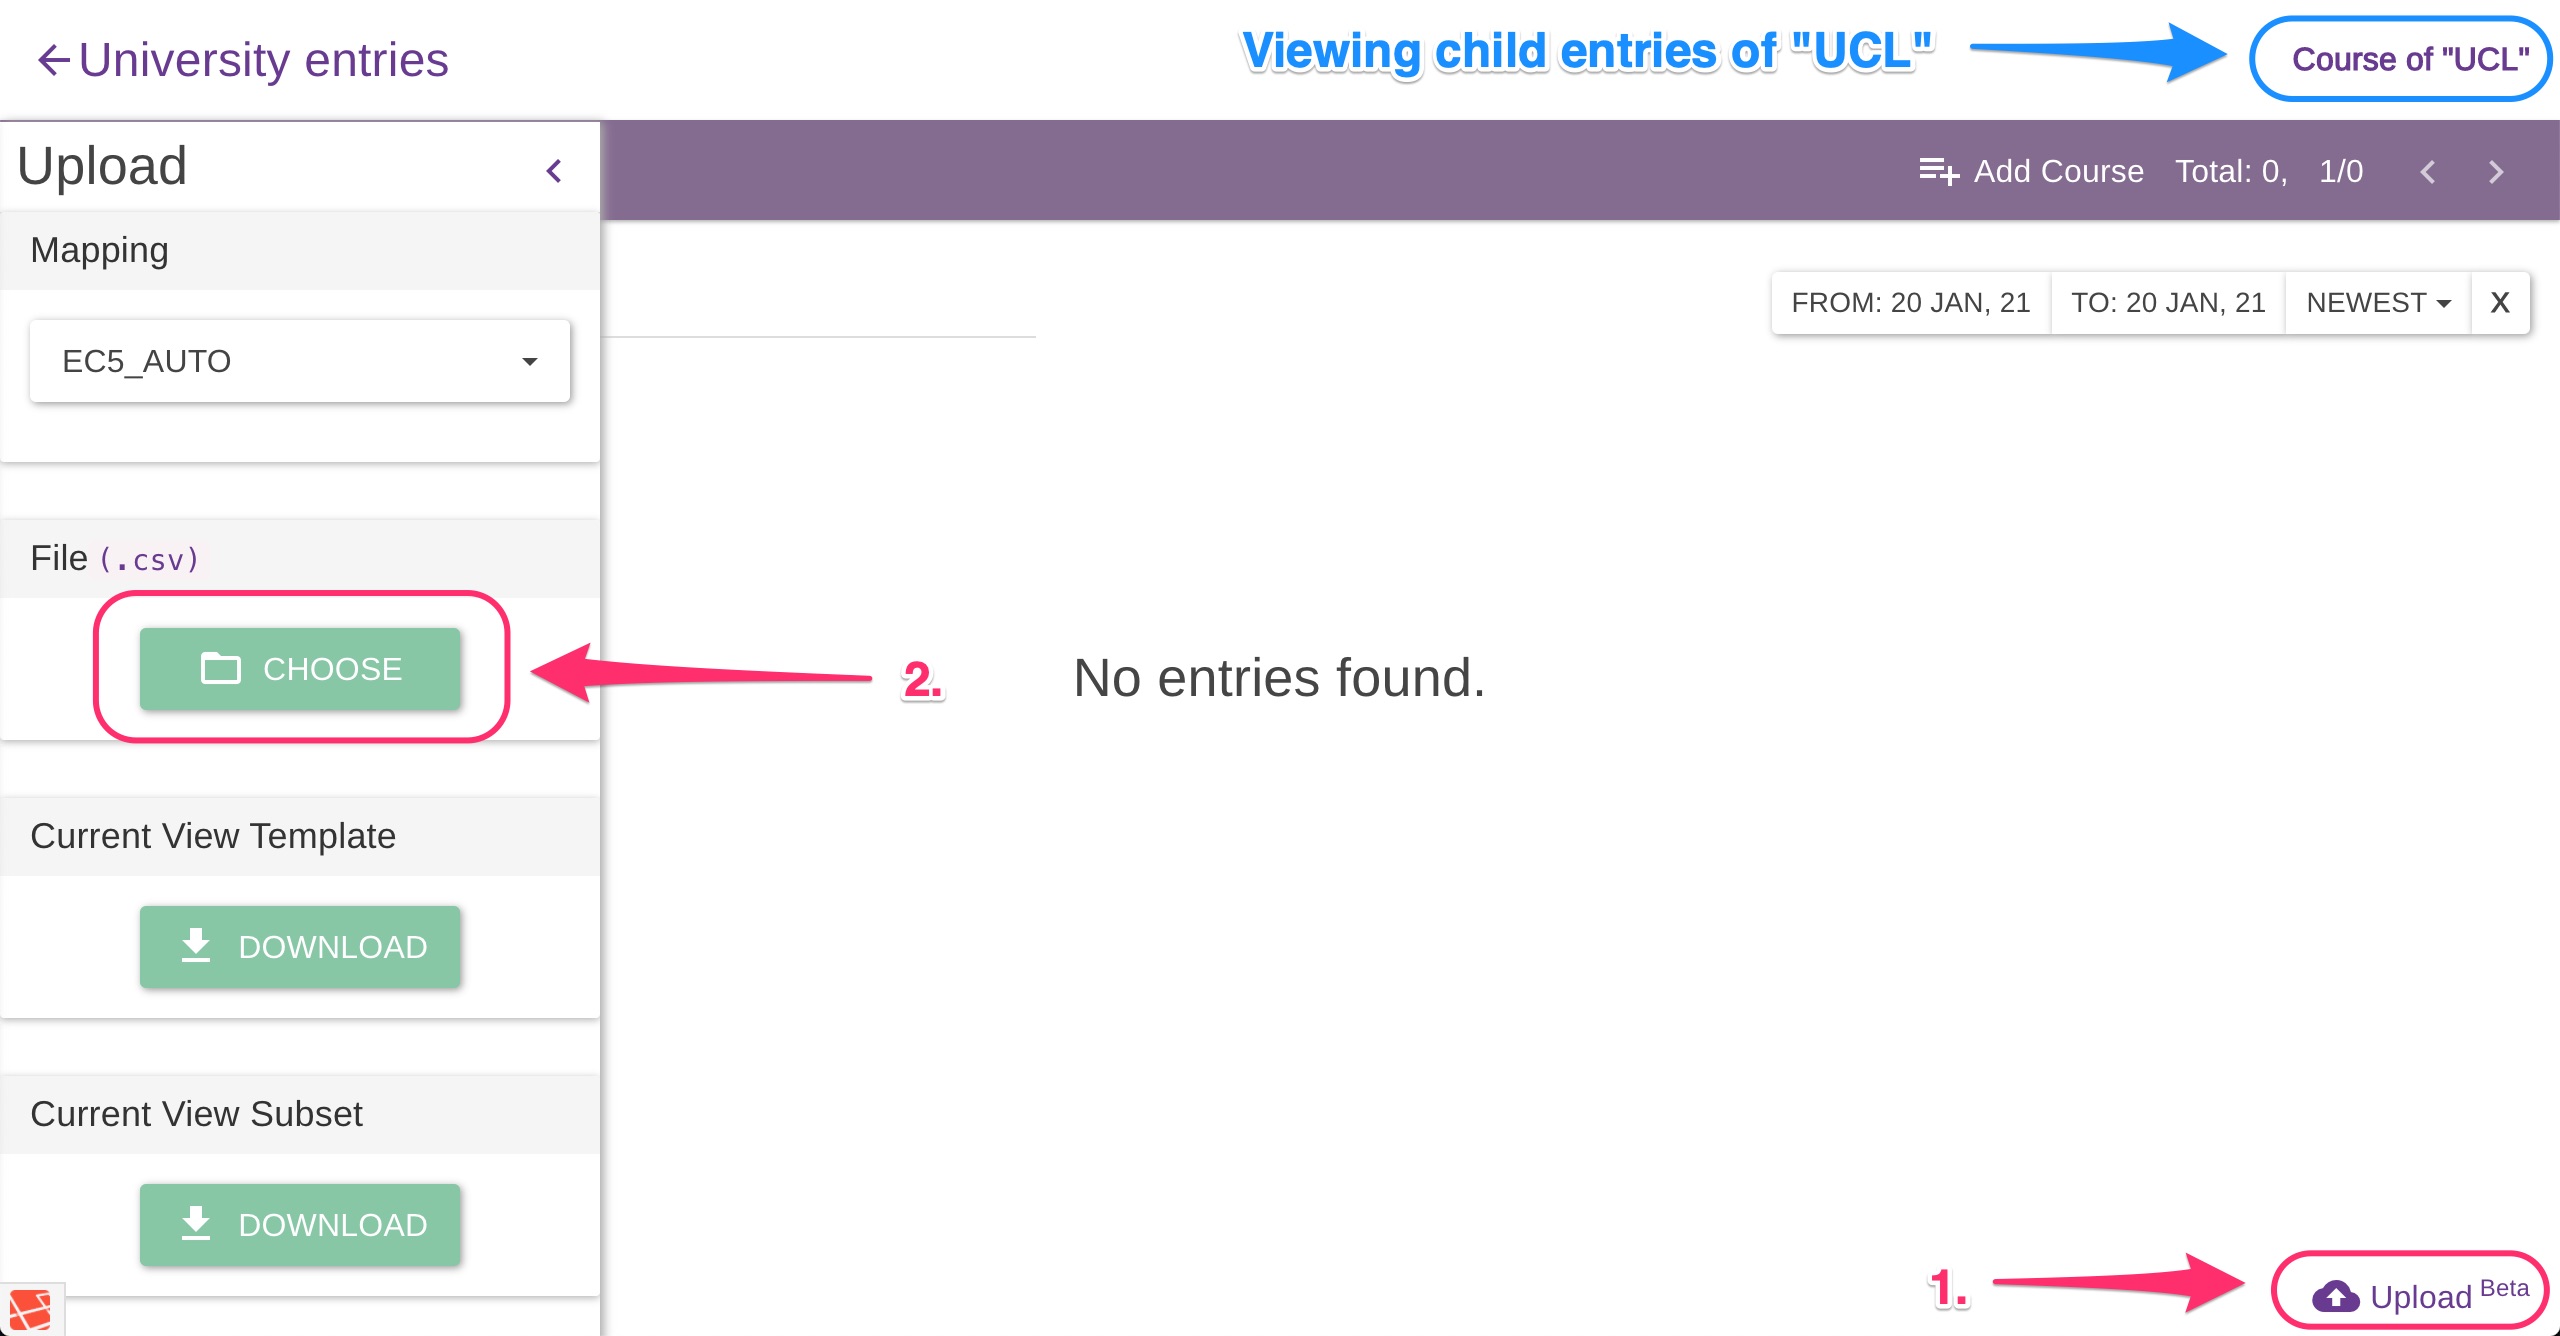 University entries
Viewing child entries of "UCL"
Course of "UCL"
Upload
Add Course Total: 0, 1/0
Mapping
EC5_AUTO
FROM: 20 JAN, 21 TO: 20 JAN, 21 NEWEST X
File (.csv)
CHOOSE
2.
No entries found.
Current View Template
DOWNLOAD
Current View Subset
DOWNLOAD
1.
Upload Beta